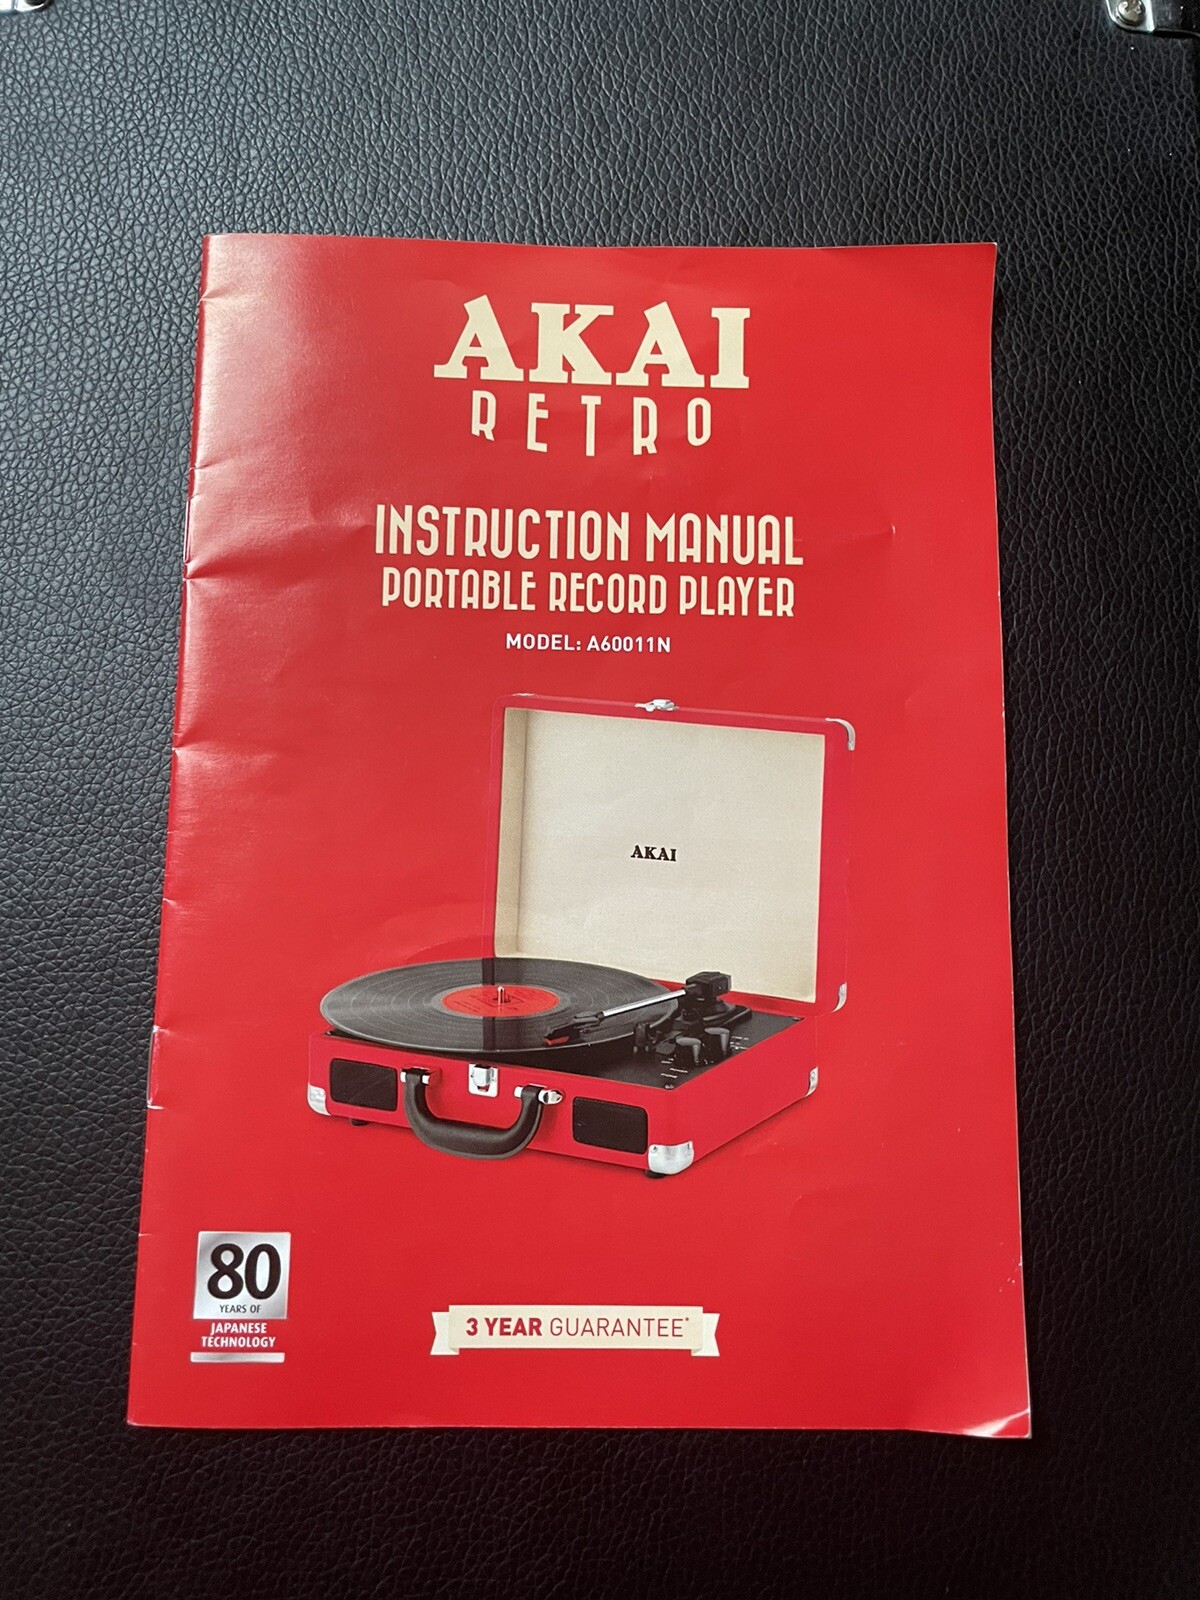 AKAI
RETRO
INSTRUCTION MANUAL
PORTABLE RECORD PLAYER
MODEL: A60011N
AKAI
80
YEARS OF
JAPANESE
TECHNOLOGY
3 YEAR GUARANTEE*